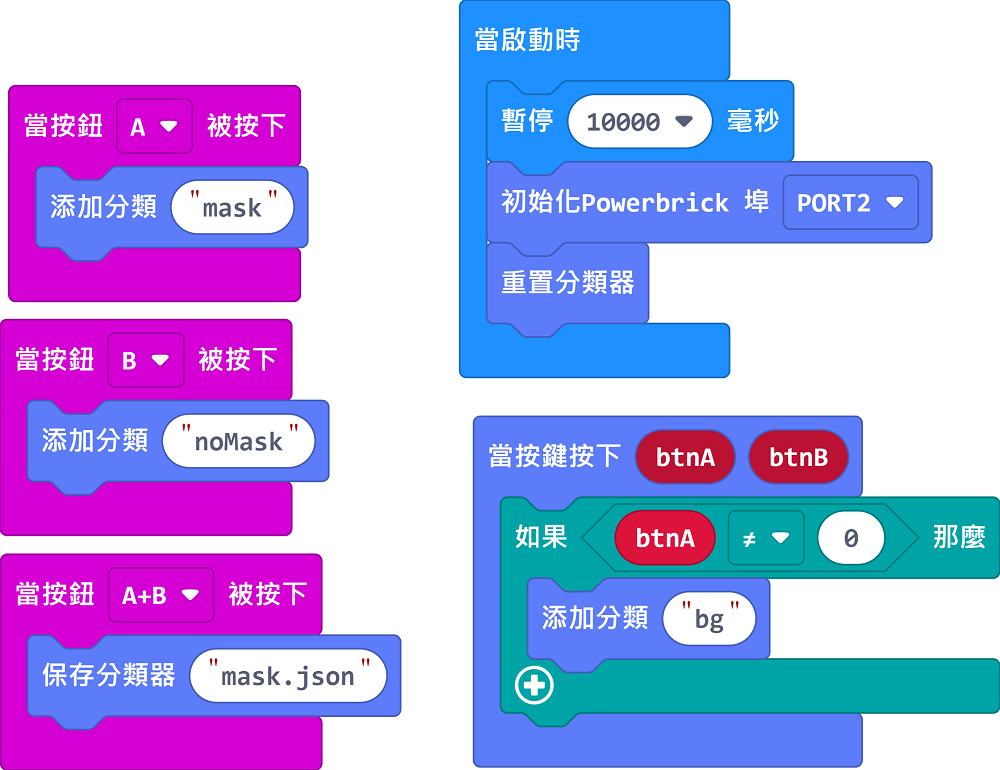 當按鈕 A 被按下
添加分類 "mask"
當按鈕 B 被按下
添加分類 "noMask"
當按鈕 A+B 被按下
保存分類器 "mask.json"
當啟動時
暫停 10000 毫秒
初始化Powerbrick 埠 PORT2
重置分類器
當按鍵按下 btnA btnB
如果 btnA ≠ 0 那麼
添加分類 "bg"